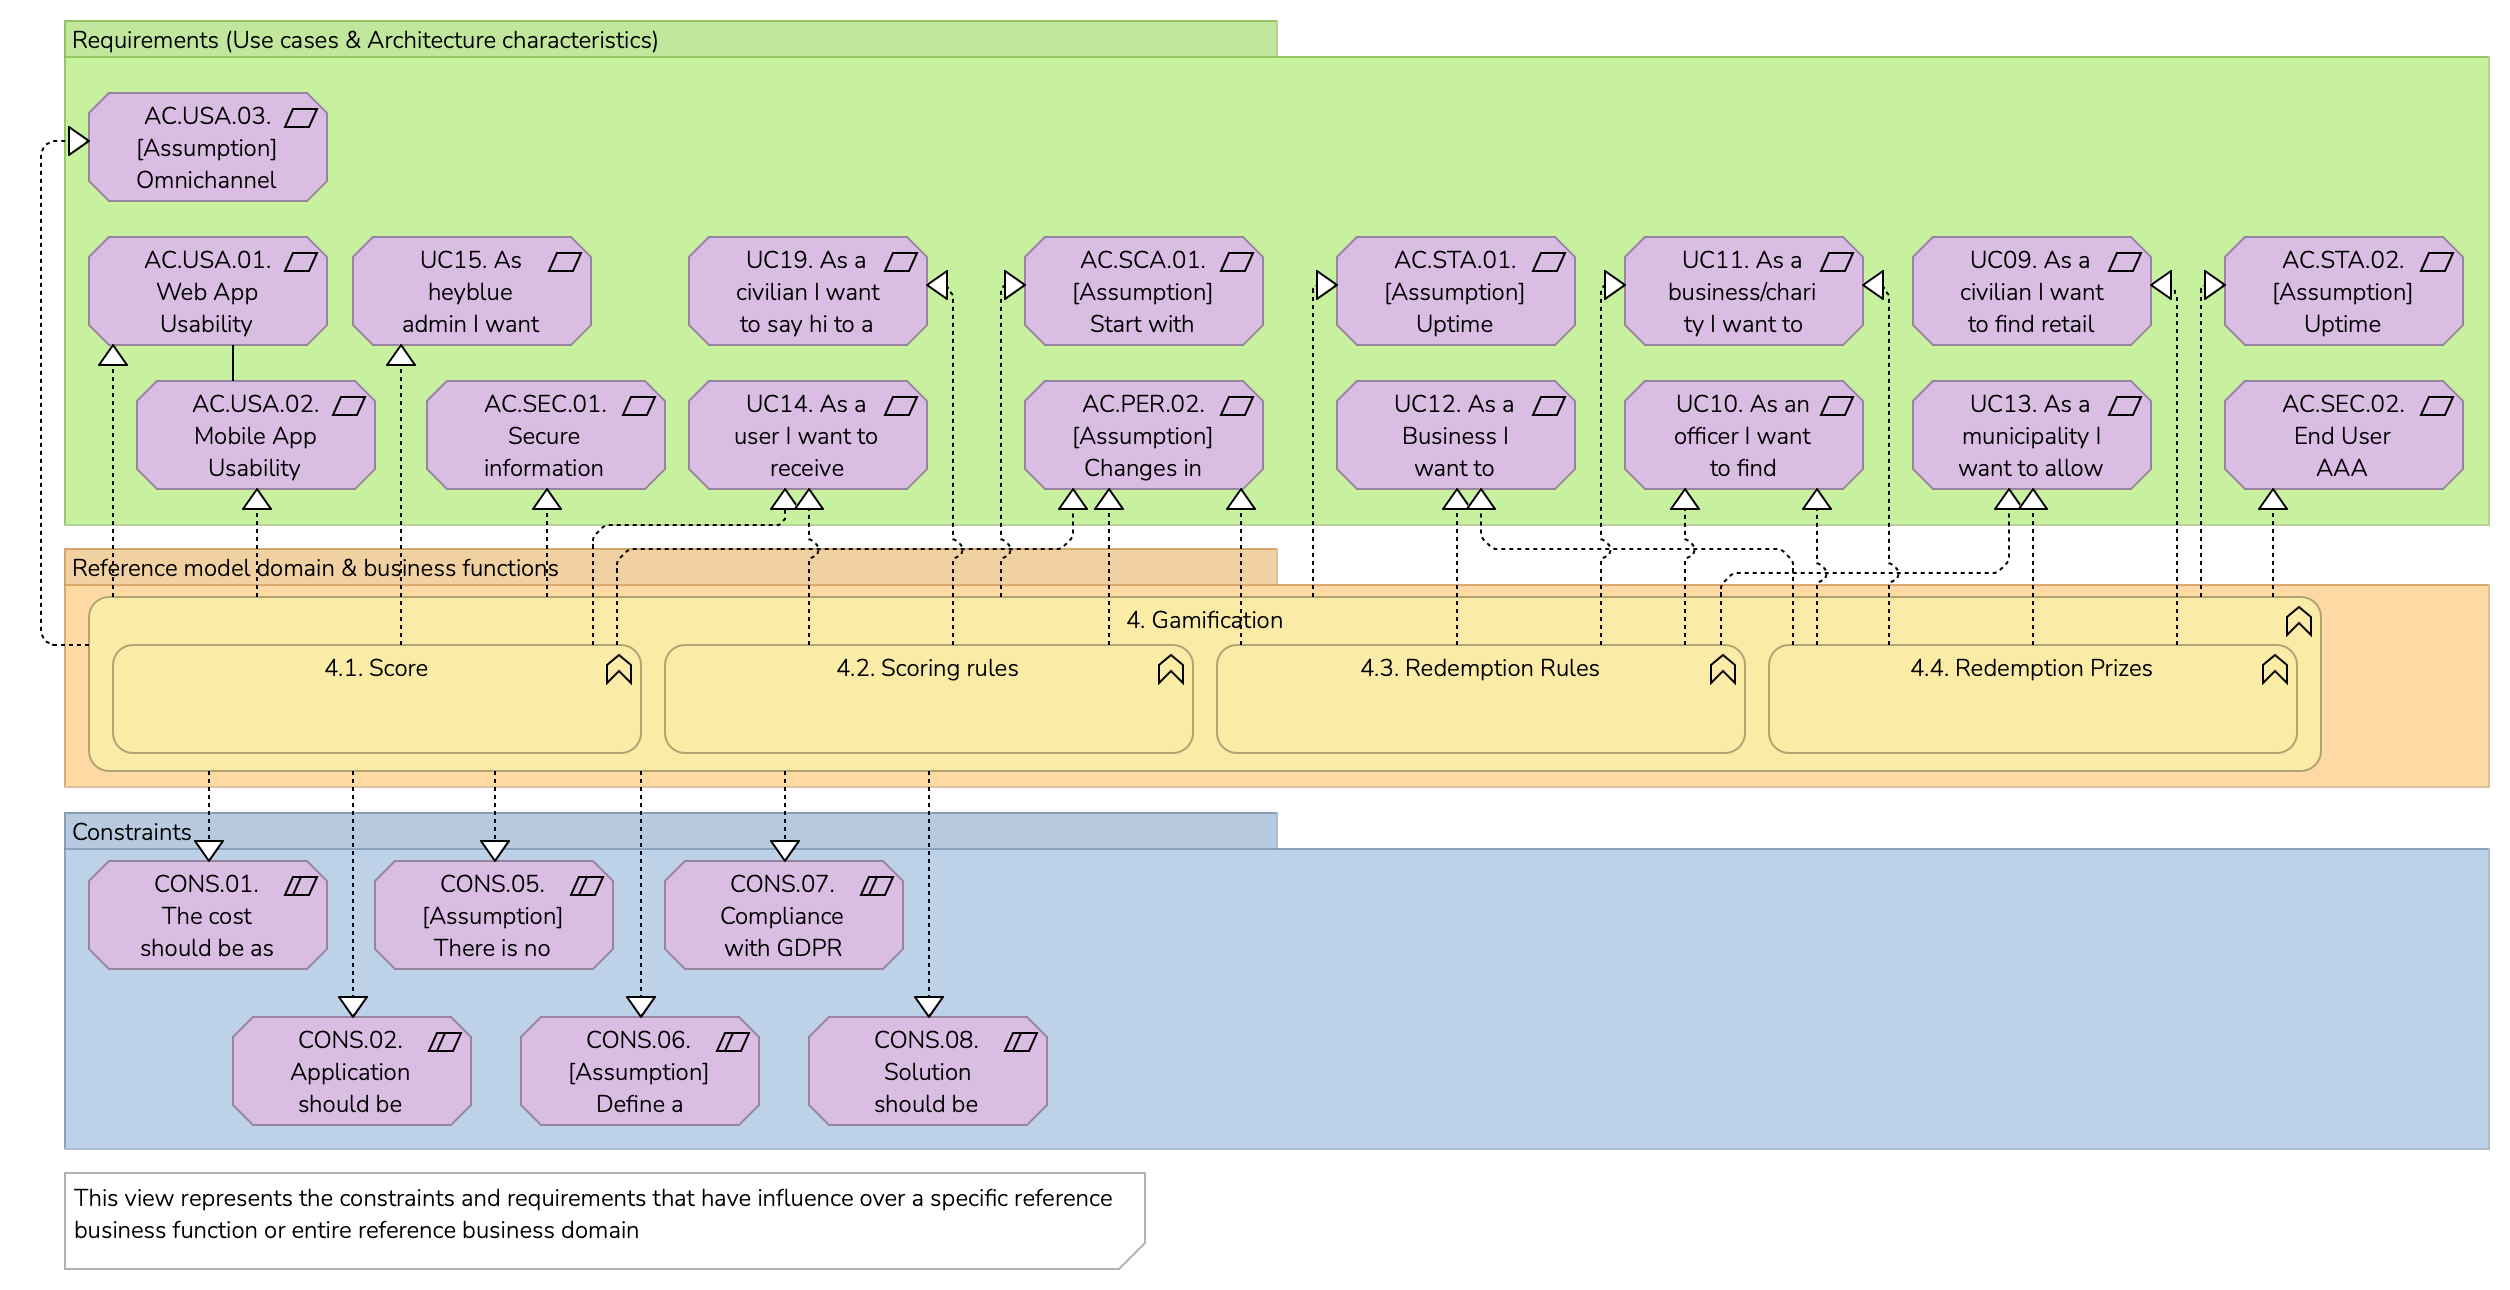 Requirements (Use cases & Architecture characteristics)
AC.USA.03.
[Assumption]
Omnichannel
AC.USA.01.
Web App
Usability
UC15. As
heyblue
admin I want
UC19. As a
civilian I want
to say hi to a
AC.SCA.01.
[Assumption]
Start with
AC.STA.01.
[Assumption]
Uptime
UC11. As a
business/chari
ty I want to
UC09. As a
civilian I want
to find retail
AC.STA.02.
[Assumption]
Uptime
AC.USA.02.
Mobile App
Usability
AC.SEC.01.
Secure
information
UC14. As a
user I want to
receive
AC.PER.02.
[Assumption]
Changes in
UC12. As a
Business I
want to
UC10. As an
officer I want
to find
UC13. As a
municipality I
want to allow
AC.SEC.02.
End User
AAA
Reference model domain & business functions
4. Gamification
4.1. Score
4.2. Scoring rules
4.3. Redemption Rules
4.4. Redemption Prizes
Constraints
CONS.01.
The cost
should be as
CONS.05.
[Assumption]
There is no
CONS.07.
Compliance
with GDPR
CONS.02.
Application
should be
CONS.06.
[Assumption]
Define a
CONS.08.
Solution
should be
This view represents the constraints and requirements that have influence over a specific reference
business function or entire reference business domain